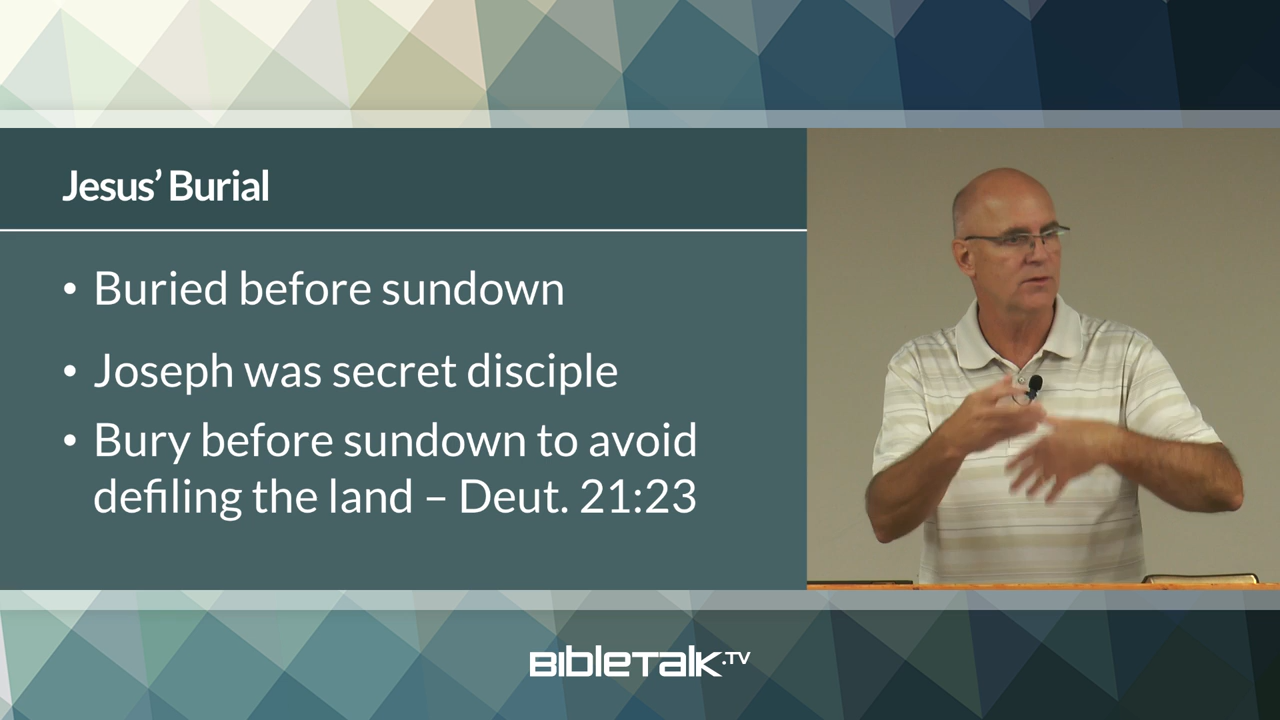 Jesus’ Burial
• Buried before sundown
• Joseph was secret disciple
• Bury before sundown to avoid
defiling the land – Deut. 21:23
BIBLETALK.TV